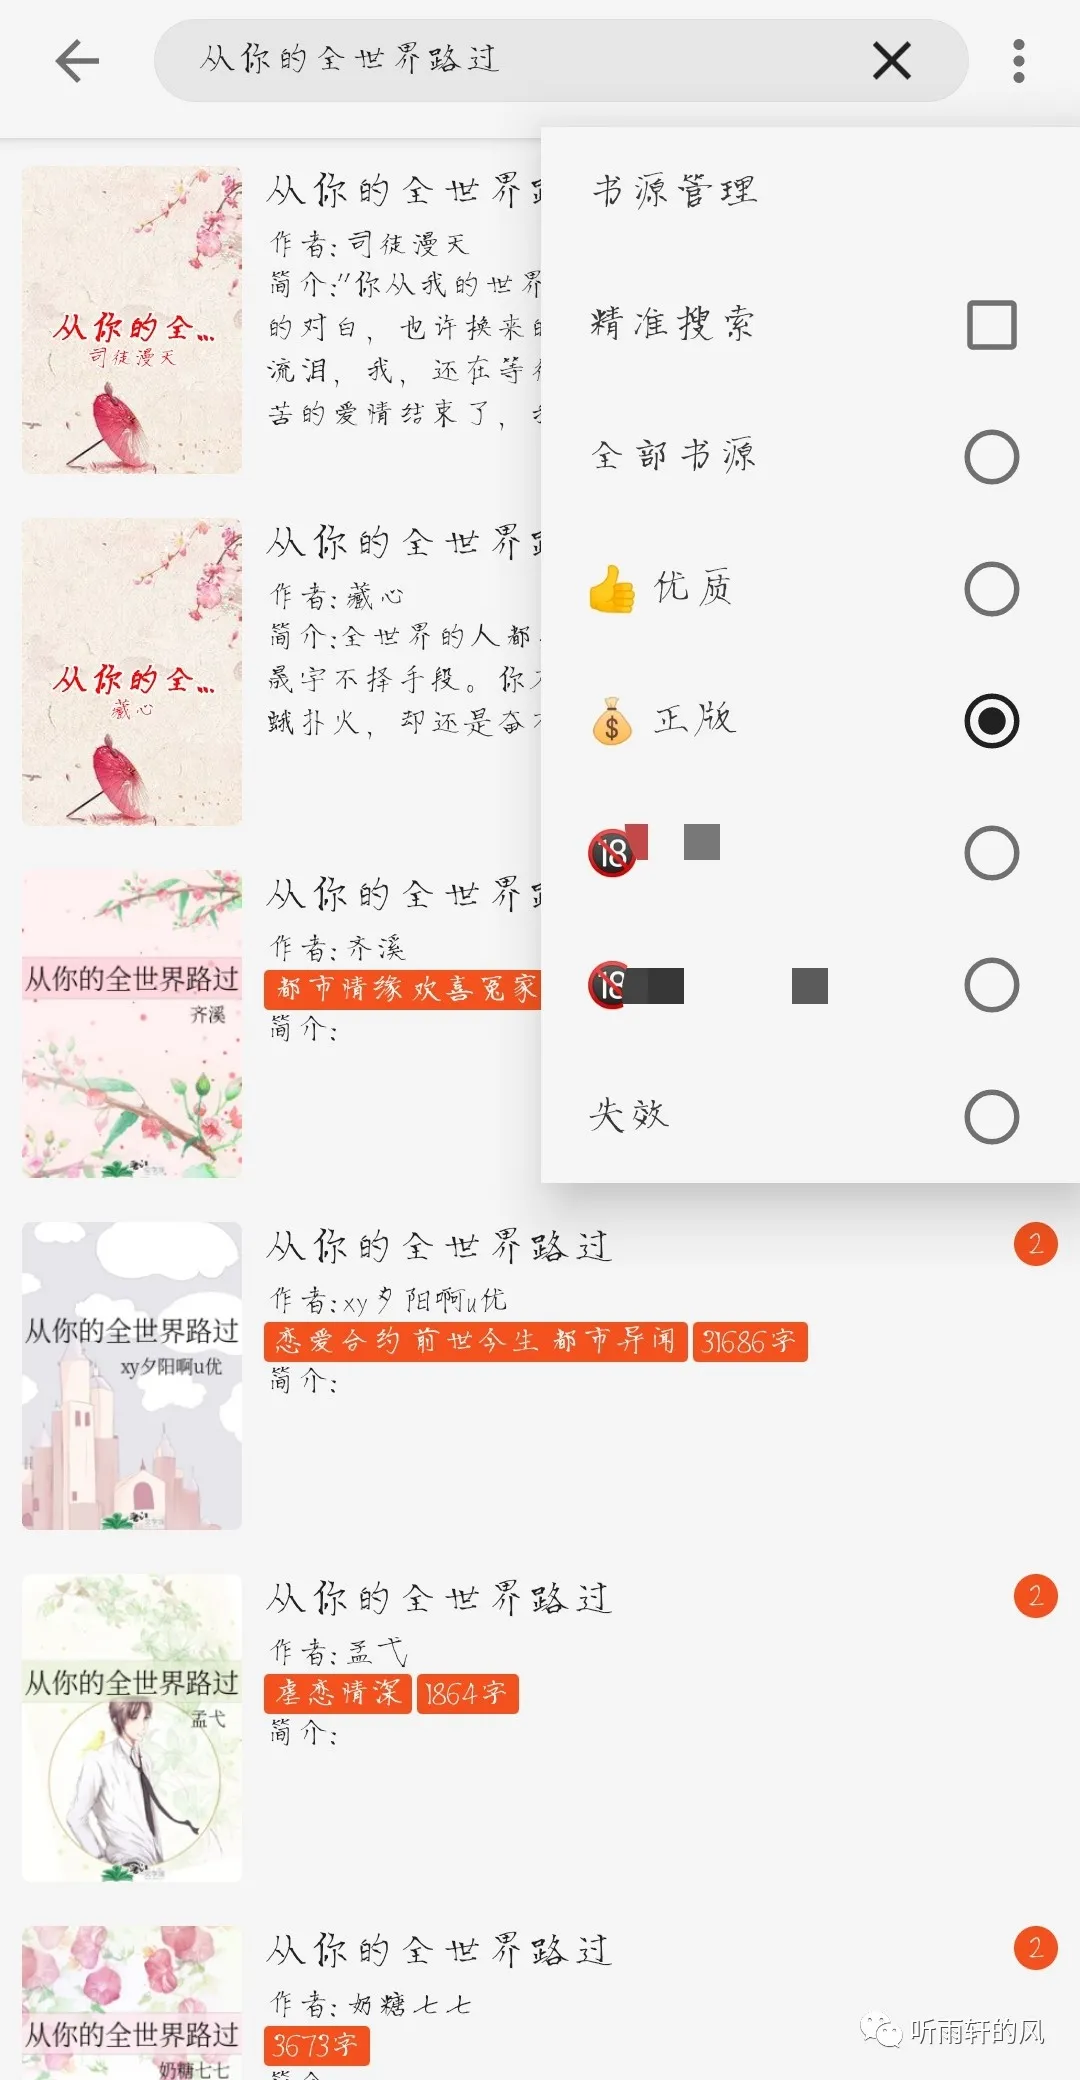 从你的全世界路过
书源管理
精准搜索
全部书源
👍 优质
💰 正版
🔞
🔞
失效
从你的全世界
作者:司徒漫天
简介:"你从我的世界
的对白，也许换来
流泪，我，还在等
苦的爱情结束了，
从你的全...
司徒漫天
从你的全世界
作者:藏心
简介:全世界的人都
晟宇不择手段。你
蛾扑火，却还是奋
从你的全...
藏心
从你的全世界
作者:齐溪
都市情缘 欢喜冤家
简介:
从你的全世界路过
齐溪
从你的全世界路过
2
作者:xy夕阳啊u优
恋爱合约 前世今生 都市异闻 31686字
简介:
从你的全世界路过
xy夕阳啊u优
从你的全世界路过
2
作者:孟弋
虐恋情深 1864字
简介:
从你的全世界路过
孟弋
从你的全世界路过
2
作者:奶糖七七
3673字
从你的全世界路过
奶糖七七
听雨轩的风